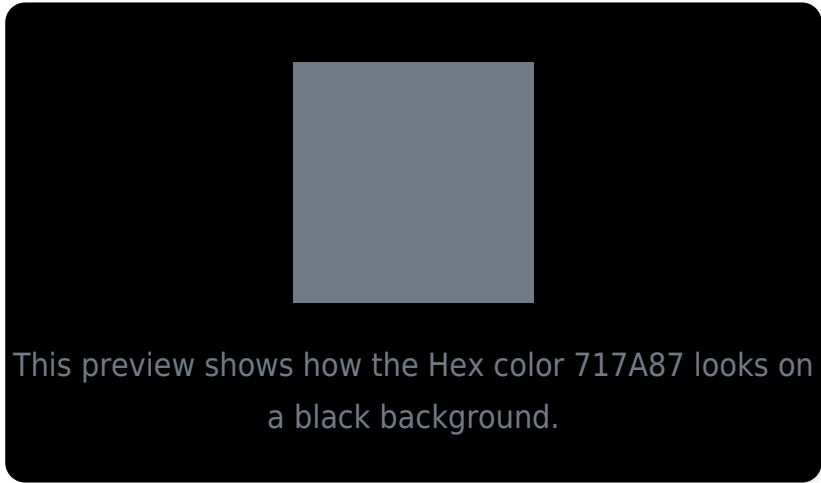 This preview shows how the Hex color 717A87 looks on
a black background.